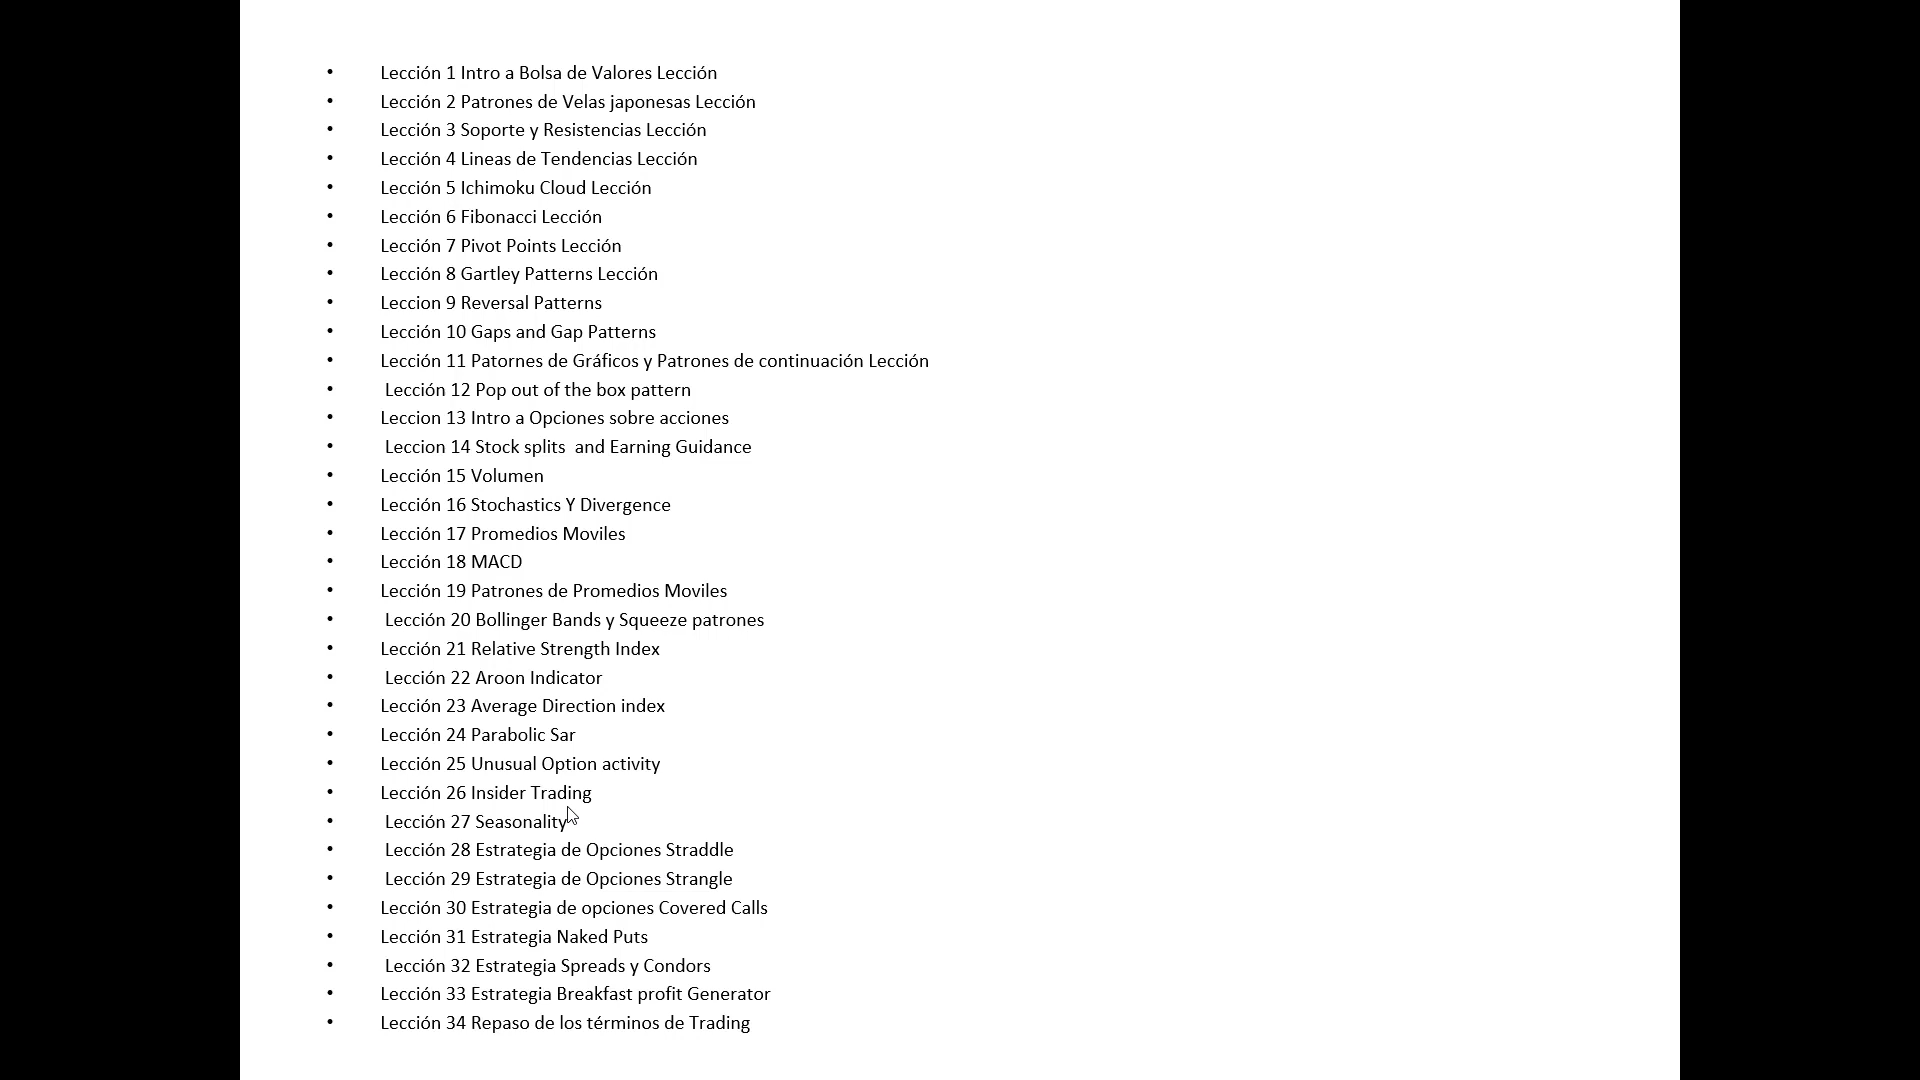 • Lección 1 Intro a Bolsa de Valores Lección
• Lección 2 Patrones de Velas japonesas Lección
• Lección 3 Soporte y Resistencias Lección
• Lección 4 Lineas de Tendencias Lección
• Lección 5 Ichimoku Cloud Lección
• Lección 6 Fibonacci Lección
• Lección 7 Pivot Points Lección
• Lección 8 Gartley Patterns Lección
• Leccion 9 Reversal Patterns
• Lección 10 Gaps and Gap Patterns
• Lección 11 Patornes de Gráficos y Patrones de continuación Lección
• Lección 12 Pop out of the box pattern
• Leccion 13 Intro a Opciones sobre acciones
• Leccion 14 Stock splits  and Earning Guidance
• Lección 15 Volumen
• Lección 16 Stochastics Y Divergence
• Lección 17 Promedios Moviles
• Lección 18 MACD
• Lección 19 Patrones de Promedios Moviles
• Lección 20 Bollinger Bands y Squeeze patrones
• Lección 21 Relative Strength Index
• Lección 22 Aroon Indicator
• Lección 23 Average Direction index
• Lección 24 Parabolic Sar
• Lección 25 Unusual Option activity
• Lección 26 Insider Trading
• Lección 27 Seasonality
• Lección 28 Estrategia de Opciones Straddle
• Lección 29 Estrategia de Opciones Strangle
• Lección 30 Estrategia de opciones Covered Calls
• Lección 31 Estrategia Naked Puts
• Lección 32 Estrategia Spreads y Condors
• Lección 33 Estrategia Breakfast profit Generator
• Lección 34 Repaso de los términos de Trading